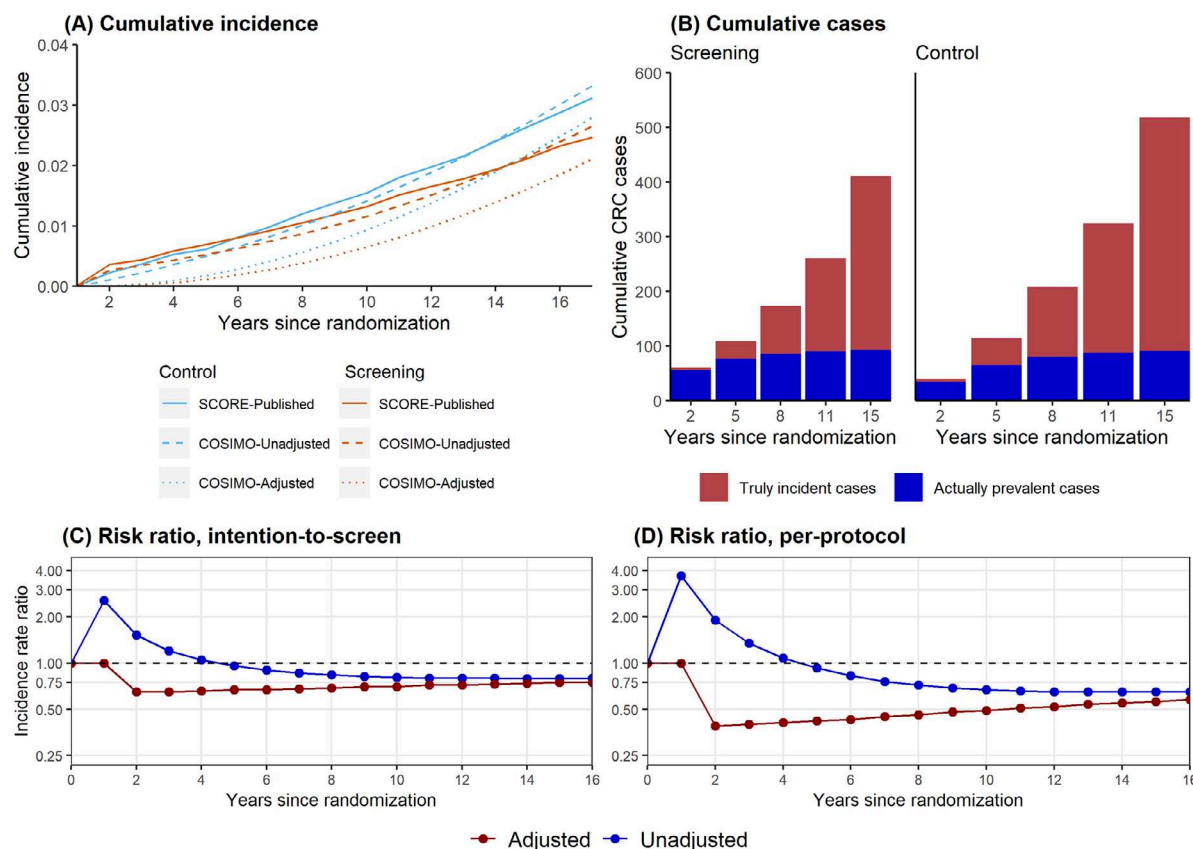 (A) Cumulative incidence
0.04
0.03
0.02
0.01
0.00
Cumulative incidence
2 4 6 8 10 12 14 16
Years since randomization
Control Screening
SCORE-Published SCORE-Published
COSIMO-Unadjusted COSIMO-Unadjusted
COSIMO-Adjusted COSIMO-Adjusted
(B) Cumulative cases
Screening Control
600
500
400
300
200
100
0
Cumulative CRC cases
2 5 8 11 15 2 5 8 11 15
Years since randomization Years since randomization
Truly incident cases Actually prevalent cases
(C) Risk ratio, intention-to-screen
4.00
3.00
2.00
1.00
0.75
0.50
0.25
Incidence rate ratio
0 2 4 6 8 10 12 14 16
Years since randomization
(D) Risk ratio, per-protocol
4.00
3.00
2.00
1.00
0.75
0.50
0.25
0 2 4 6 8 10 12 14 16
Years since randomization
Adjusted Unadjusted